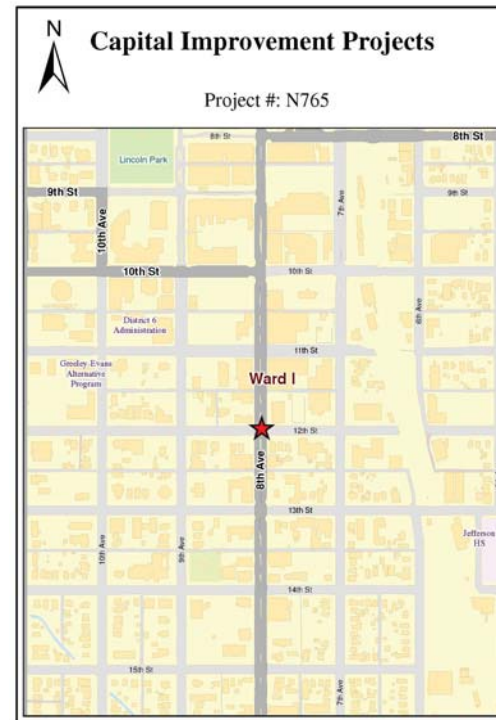 N
Capital Improvement Projects
Project #: N765
8th St
8th St
Lincoln Park
9th St
9th St
10th Ave
7th Ave
10th St
10th St
6th Ave
District 6
Administration
11th St
Greeley-Evans
Alternative
Program
Ward I
12th St
8th Ave
13th St
Jefferson
HS
10th Ave
9th Ave
14th St
15th St
7th Ave